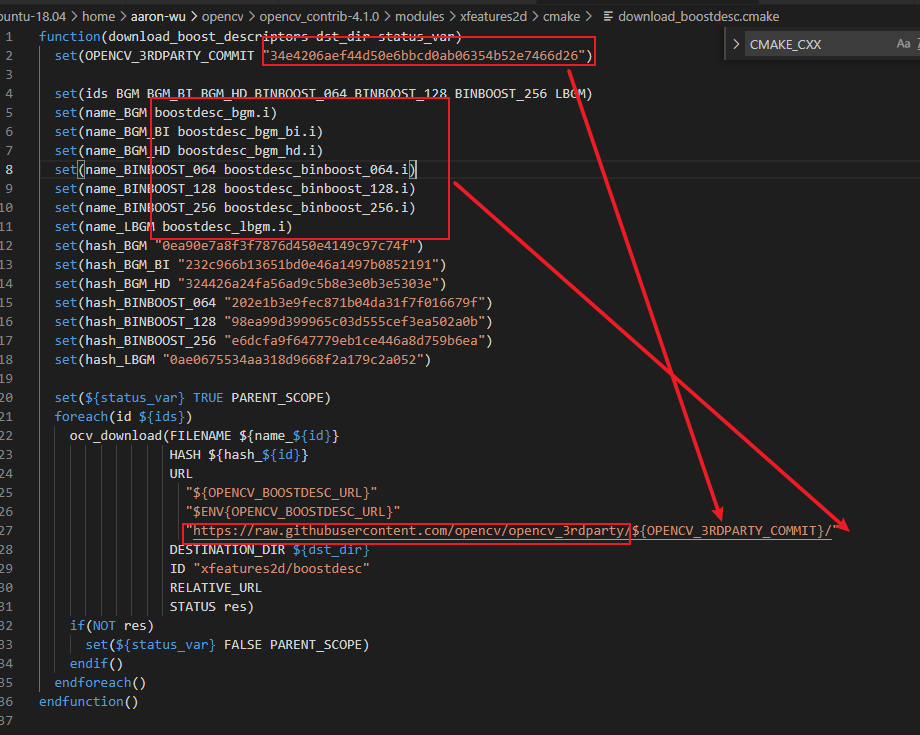 untu-18.04 > home > aaron-wu > opencv > opencv_contrib-4.1.0 > modules > xfeatures2d > cmake > download_boostdesc.cmake
CMAKE_CXX Aa
1 function(download_boost_descriptors dst_dir status_var)
2 set(OPENCV_3RDPARTY_COMMIT "34e4206aef44d50e6bbcd0ab06354b52e7466d26")
3
4 set(ids BGM BGM_BI BGM_HD BINBOOST_064 BINBOOST_128 BINBOOST_256 LBGM)
5 set(name_BGM boostdesc_bgm.i)
6 set(name_BGM_BI boostdesc_bgm_bi.i)
7 set(name_BGM_HD boostdesc_bgm_hd.i)
8 set(name_BINBOOST_064 boostdesc_binboost_064.i)
9 set(name_BINBOOST_128 boostdesc_binboost_128.i)
10 set(name_BINBOOST_256 boostdesc_binboost_256.i)
11 set(name_LBGM boostdesc_lbgm.i)
12 set(hash_BGM "0ea90e7a8f3f7876d450e4149c97c74f")
13 set(hash_BGM_BI "232c966b13651bd0e46a1497b0852191")
14 set(hash_BGM_HD "324426a24fa56ad9c5b8e3e0b3e5303e")
15 set(hash_BINBOOST_064 "202e1b3e9fec871b04da31f7f016679f")
16 set(hash_BINBOOST_128 "98ea99d399965c03d555cef3ea502a0b")
17 set(hash_BINBOOST_256 "e6dcfa9f647779eb1ce446a8d759b6ea")
18 set(hash_LBGM "0ae0675534aa318d9668f2a179c2a052")
19
20 set(${status_var} TRUE PARENT_SCOPE)
21 foreach(id ${ids})
22 ocv_download(FILENAME ${name_${id}}
23 HASH ${hash_${id}}
24 URL
25 "${OPENCV_BOOSTDESC_URL}"
26 "$ENV{OPENCV_BOOSTDESC_URL}"
27 "https://raw.githubusercontent.com/opencv/opencv_3rdparty/${OPENCV_3RDPARTY_COMMIT}/"
28 DESTINATION_DIR ${dst_dir}
29 ID "xfeatures2d/boostdesc"
30 RELATIVE_URL
31 STATUS res)
32 if(NOT res)
33 set(${status_var} FALSE PARENT_SCOPE)
34 endif()
35 endforeach()
36 endfunction()
37